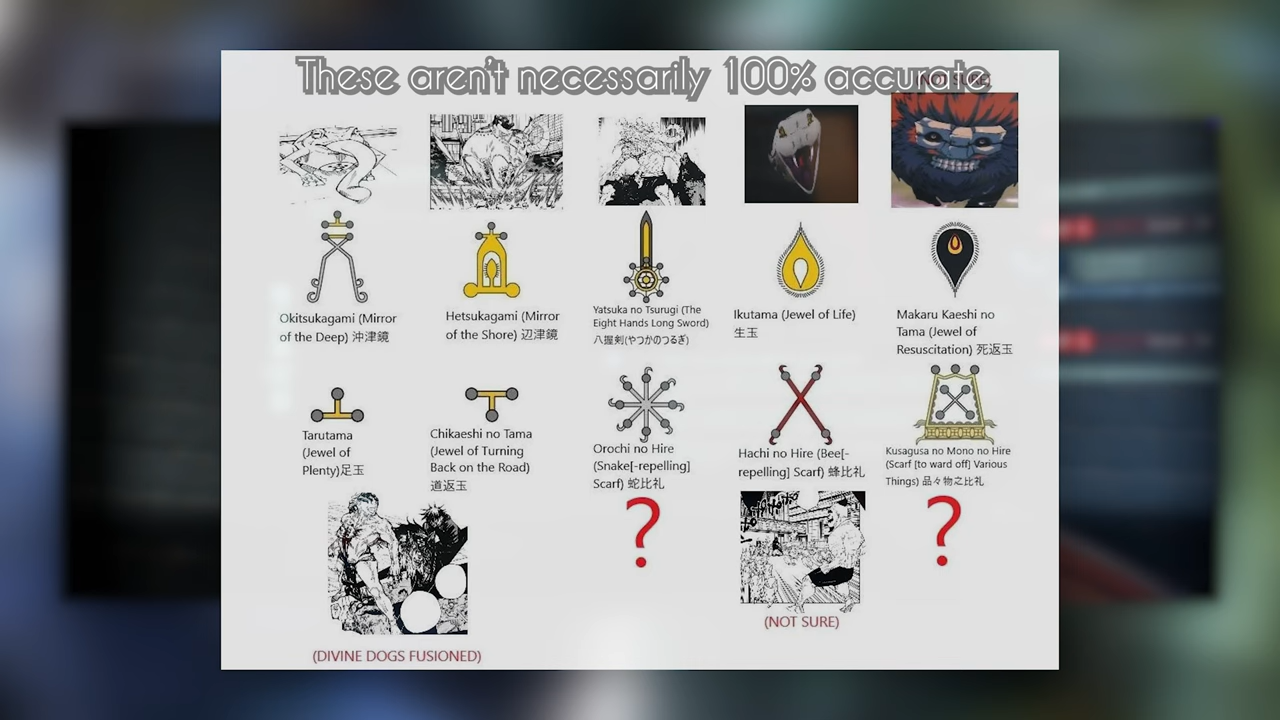 These aren't necessarily 100% accurate
(NOT SURE)
Okitsukagami (Mirror
of the Deep) 沖津鏡
Hetsukagami (Mirror
of the Shore) 辺津鏡
Yatsuka no Tsurugi (The
Eight Hands Long Sword)
八握剣(やつかのつるぎ)
Ikutama (Jewel of Life)
生玉
Makaru Kaeshi no
Tama (Jewel of
Resuscitation) 死返玉
Tarutama
(Jewel of
Plenty)足玉
Chikaeshi no Tama
(Jewel of Turning
Back on the Road)
道返玉
Orochi no Hire
(Snake[-repelling]
Scarf) 蛇比礼
Hachi no Hire (Bee[-
repelling] Scarf) 蜂比礼
Kusagusa no Mono no Hire
(Scarf [to ward off] Various
Things) 品々物之比礼
?
?
(NOT SURE)
(DIVINE DOGS FUSIONED)